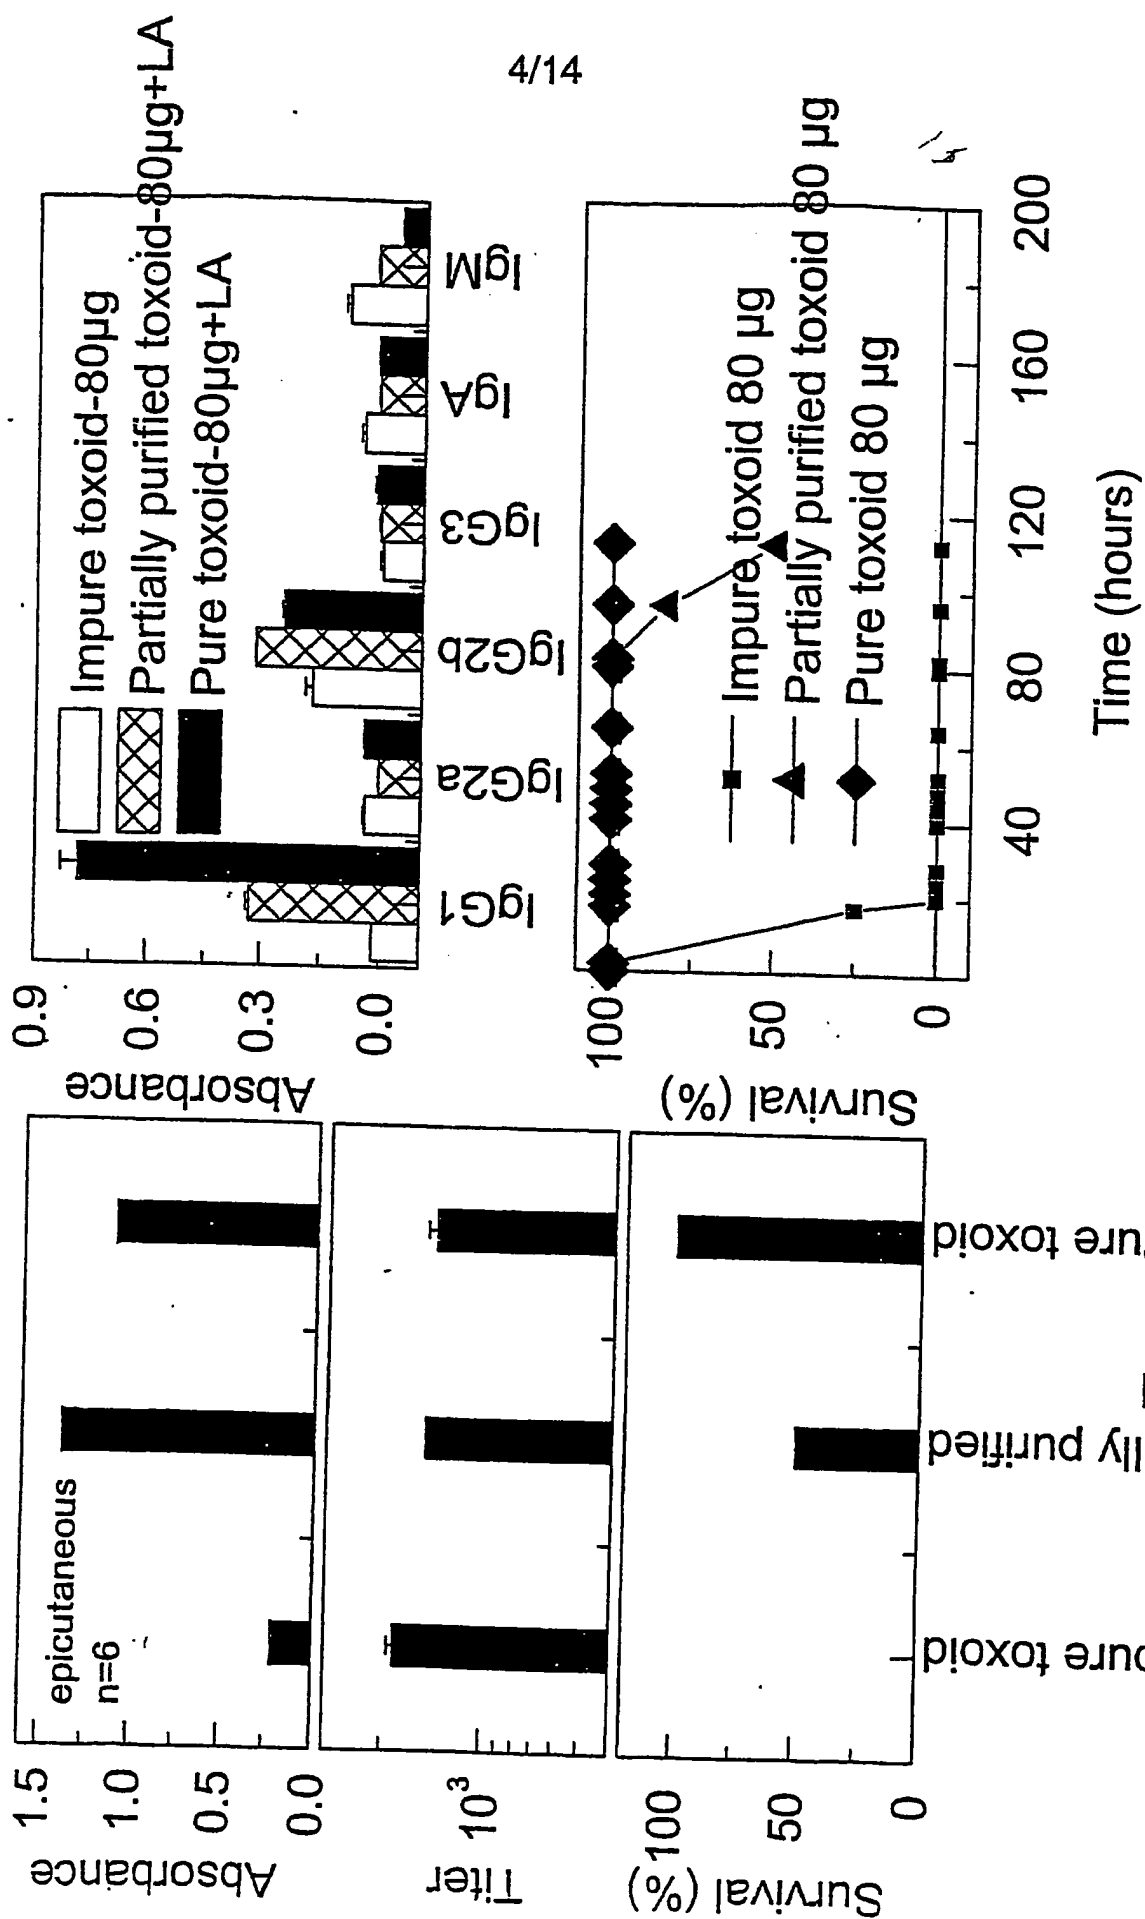 4/14
1.5
1.0
0.5
0.0
Absorbance
epicutaneous
n=6
10³
Titer
100
50
0
Survival (%)
pure toxoid
lly purified
ure toxoid
0.9
0.6
0.3
0.0
Absorbance
Impure toxoid-80µg
Partially purified toxoid-80µg+LA
Pure toxoid-80µg+LA
IgG1
IgG2a
IgG2b
IgG3
IgA
IgM
100
50
0
Survival (%)
Impure toxoid 80 µg
Partially purified toxoid 80 µg
Pure toxoid 80 µg
40
80
120
160
200
Time (hours)